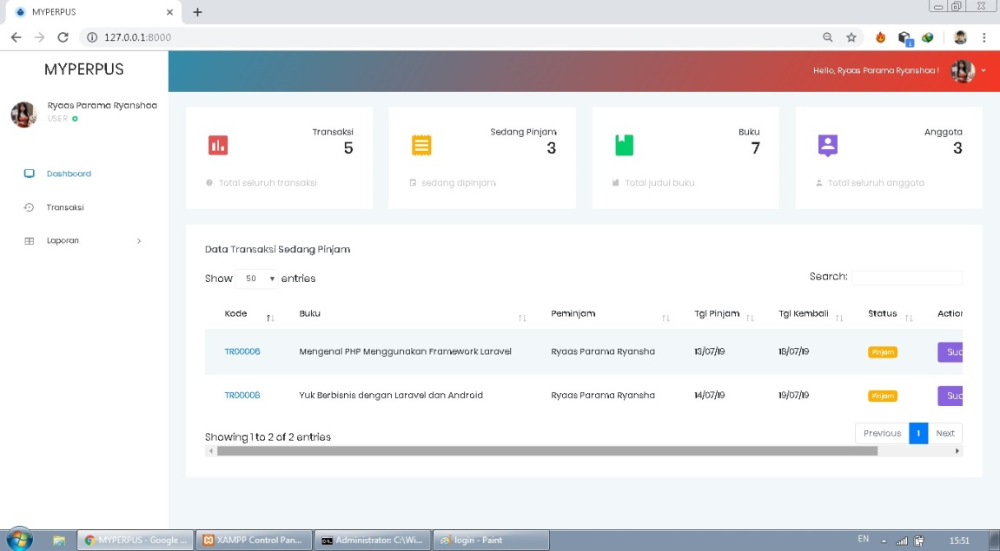 MYPERPUS
127.0.0.1:8000
MYPERPUS
Hello, Ryaas Parama Ryanshaa !
Ryaas Parama Ryanshaa
USER
Dashboard
Transaksi
Laporan
Transaksi
5
Total seluruh transaksi
Sedang Pinjam
3
sedang dipinjam
Buku
7
Total judul buku
Anggota
3
Total seluruh anggota
Data Transaksi Sedang Pinjam
Show 50 entries
Search:
Kode Buku Peminjam Tgl Pinjam Tgl Kembali Status Action
TR00006 Mengenal PHP Menggunakan Framework Laravel Ryaas Parama Ryansha 13/07/19 18/07/19 Pinjam Sud
TR00008 Yuk Berbisnis dengan Laravel dan Android Ryaas Parama Ryansha 14/07/19 19/07/19 Pinjam Sud
Showing 1 to 2 of 2 entries
Previous 1 Next
MYPERPUS - Google ... XAMPP Control Pan... Administrator: C:\Wi... login - Paint EN 15:51